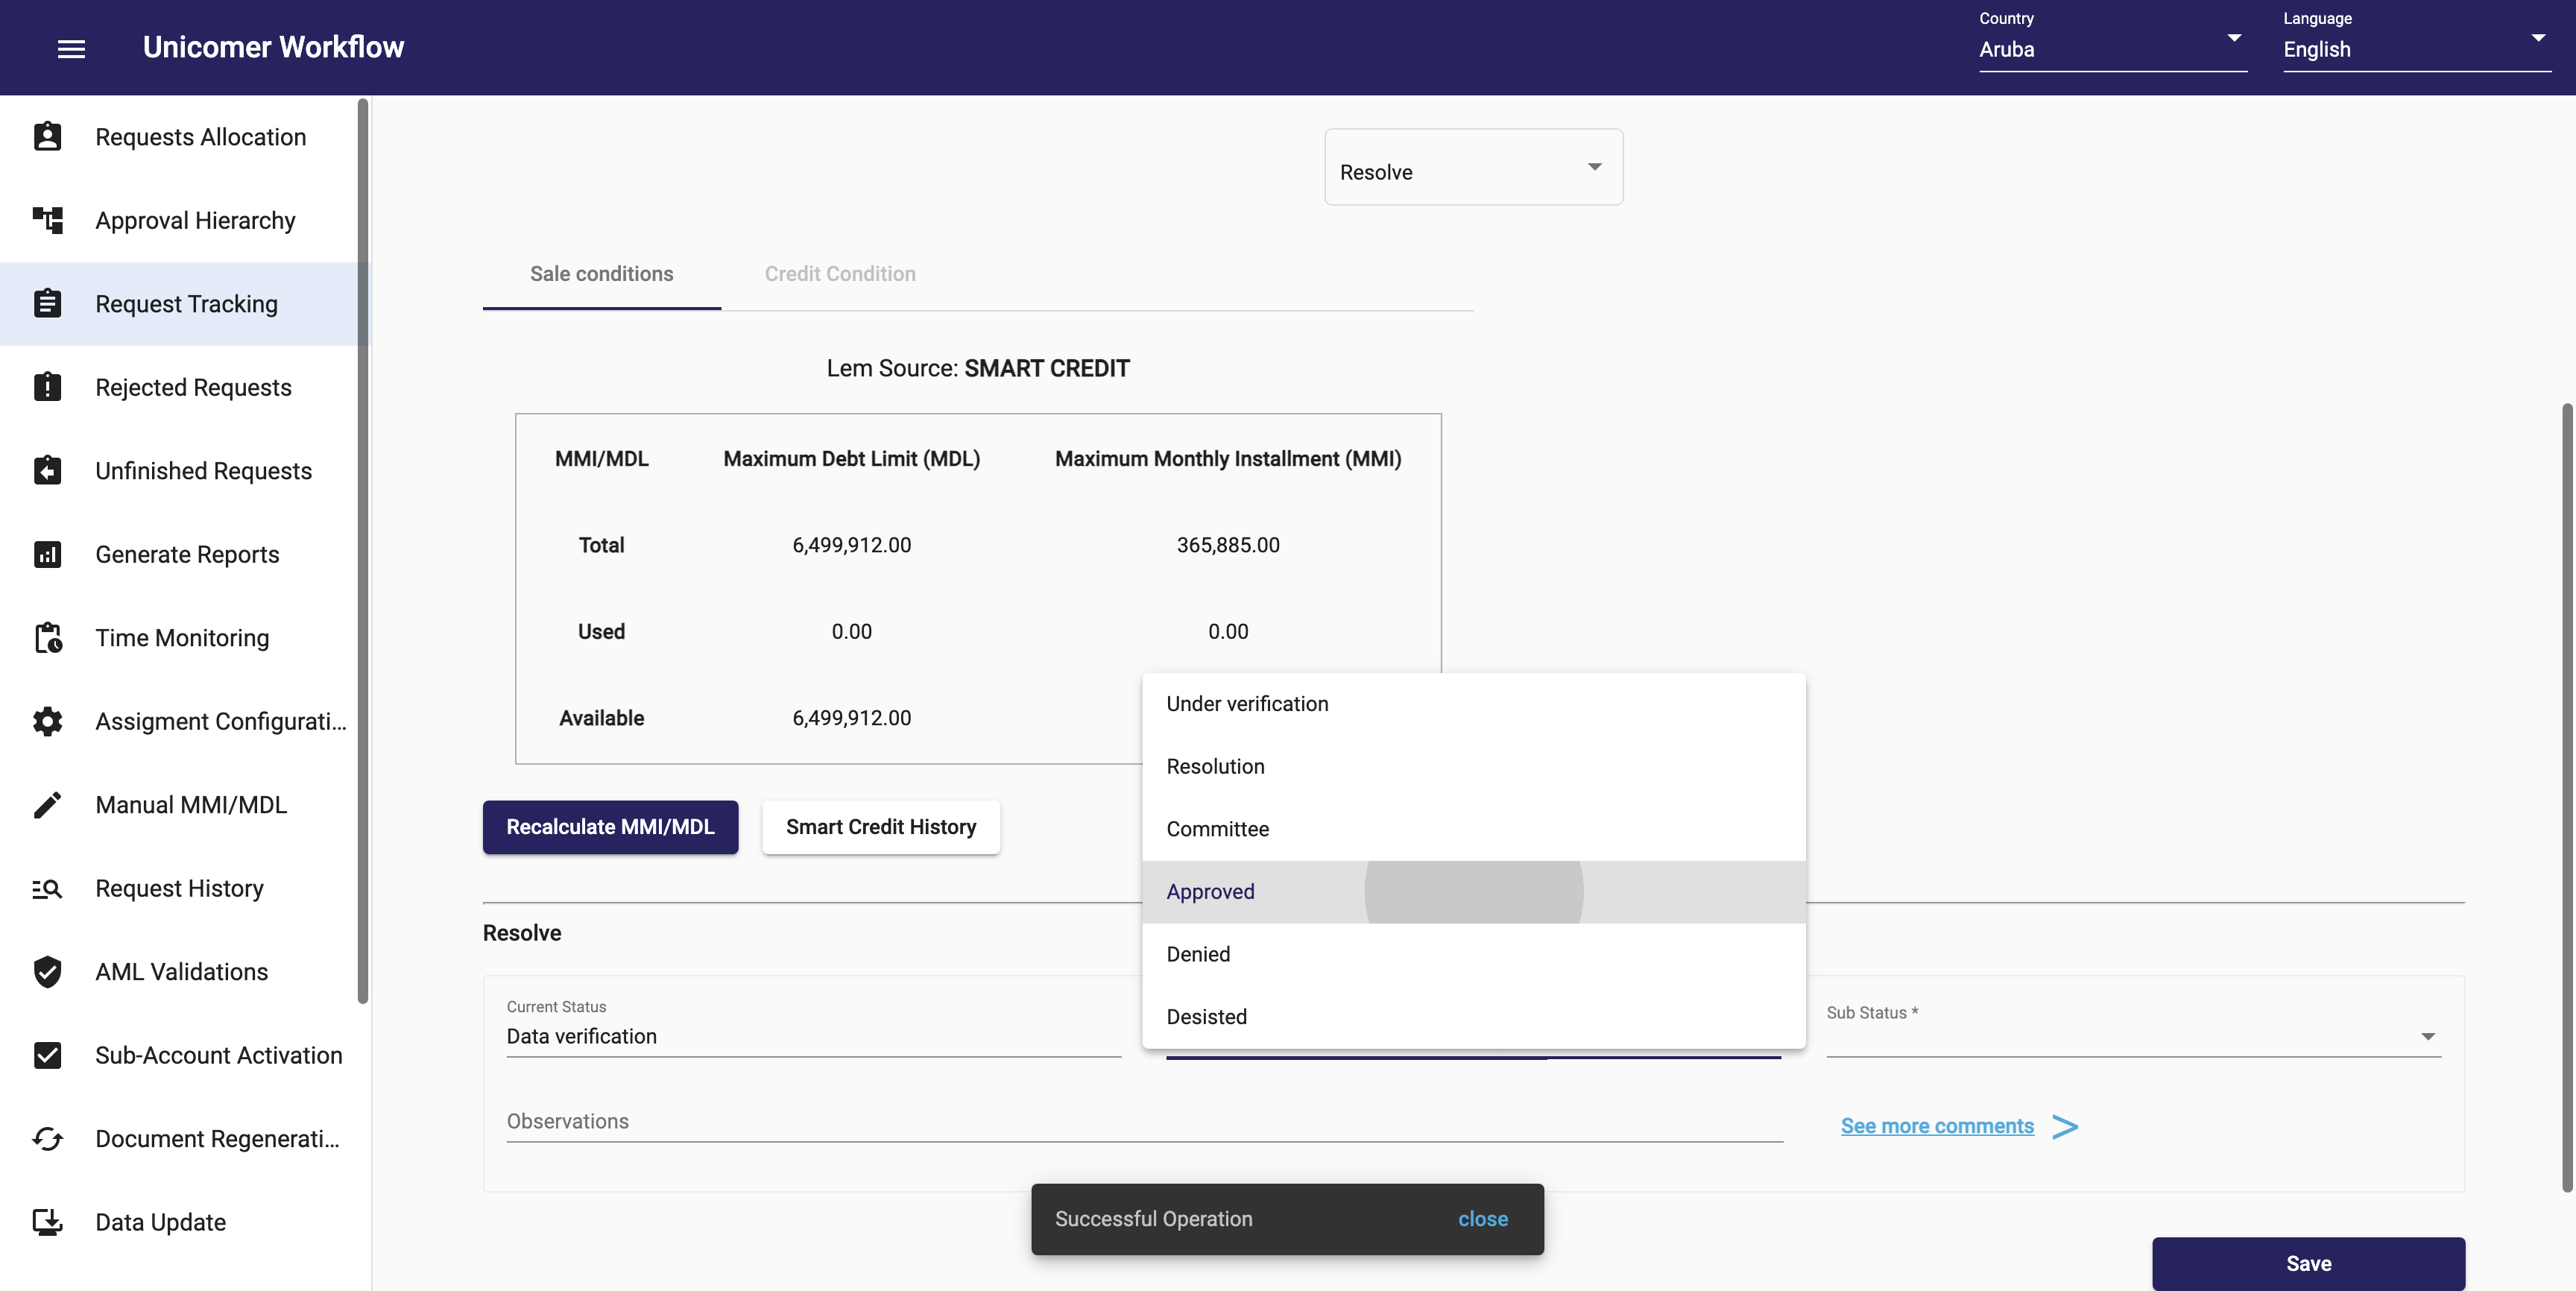 Unicomer Workflow
Country
Aruba
Language
English
Requests Allocation
Approval Hierarchy
Request Tracking
Rejected Requests
Unfinished Requests
Generate Reports
Time Monitoring
Assigment Configurati...
Manual MMI/MDL
Request History
AML Validations
Sub-Account Activation
Document Regenerati...
Data Update
Resolve
Sale conditions
Credit Condition
Lem Source: SMART CREDIT
MMI/MDL Maximum Debt Limit (MDL) Maximum Monthly Installment (MMI)
Total 6,499,912.00 365,885.00
Used 0.00 0.00
Available 6,499,912.00
Recalculate MMI/MDL
Smart Credit History
Under verification
Resolution
Committee
Approved
Denied
Desisted
Resolve
Current Status
Data verification
Sub Status *
Observations
See more comments >
Successful Operation close
Save